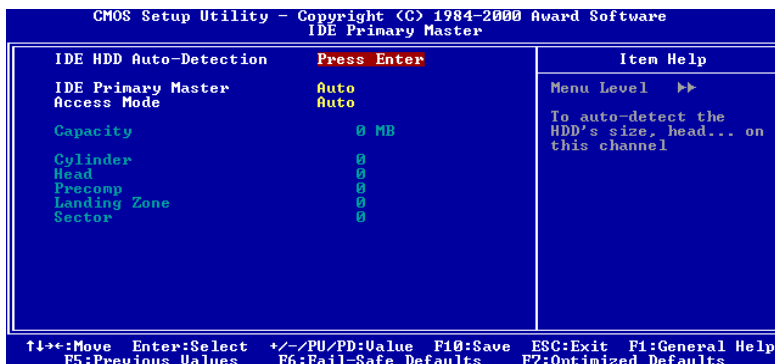 CMOS Setup Utility - Copyright (C) 1984-2000 Award Software
IDE Primary Master
IDE HDD Auto-Detection Press Enter
IDE Primary Master Auto
Access Mode Auto
Capacity 0 MB
Cylinder 0
Head 0
Precomp 0
Landing Zone 0
Sector 0
Item Help
Menu Level ▶▶
To auto-detect the
HDD's size, head... on
this channel
↑↓→←:Move Enter:Select +/-/PU/PD:Value F10:Save ESC:Exit F1:General Help
F5:Previous Values F6:Fail-Safe Defaults F7:Optimized Defaults